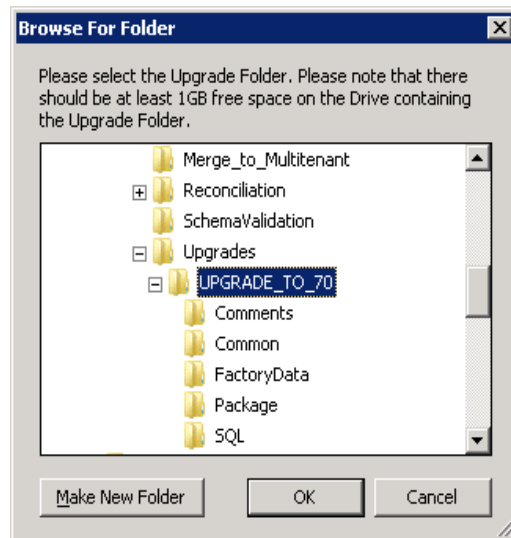 Browse For Folder
Please select the Upgrade Folder. Please note that there
should be at least 1GB free space on the Drive containing
the Upgrade Folder.
Merge_to_Multitenant
Reconciliation
SchemaValidation
Upgrades
UPGRADE_TO_70
Comments
Common
FactoryData
Package
SQL
Make New Folder
OK
Cancel